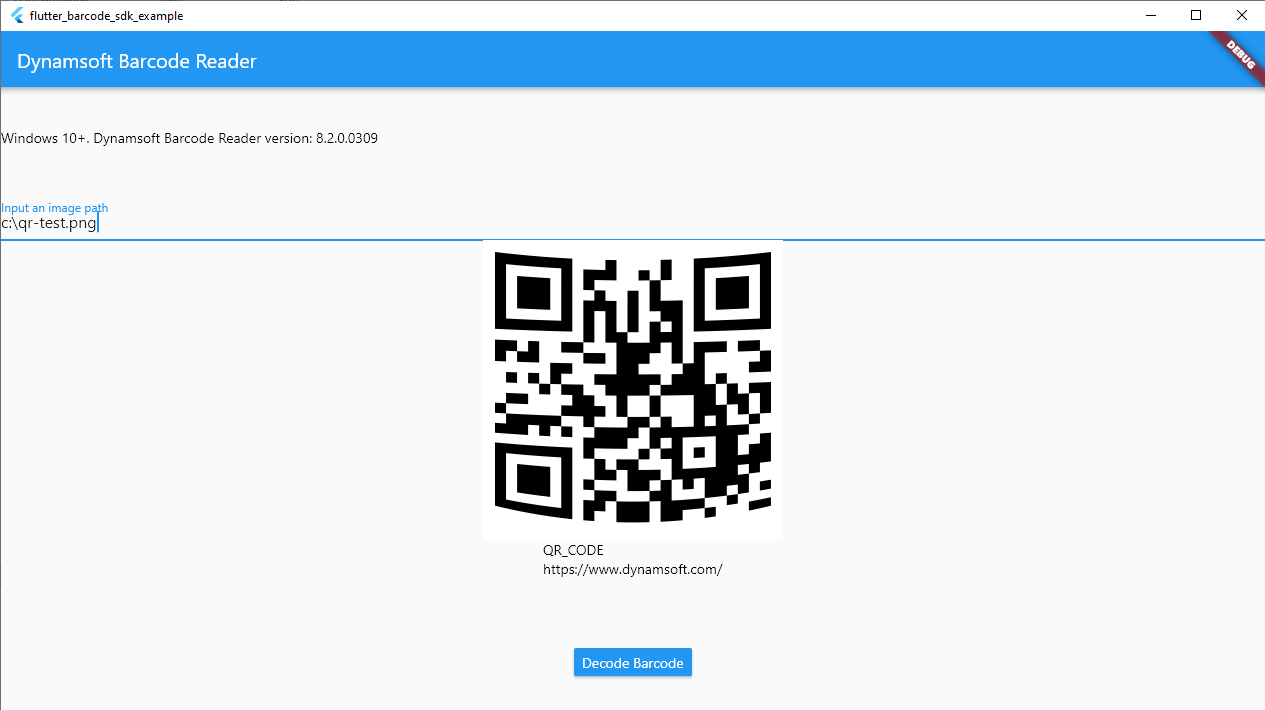 flutter_barcode_sdk_example
Dynamsoft Barcode Reader
DEBUG
Windows 10+. Dynamsoft Barcode Reader version: 8.2.0.0309
Input an image path
c:\qr-test.png
QR_CODE
https://www.dynamsoft.com/
Decode Barcode